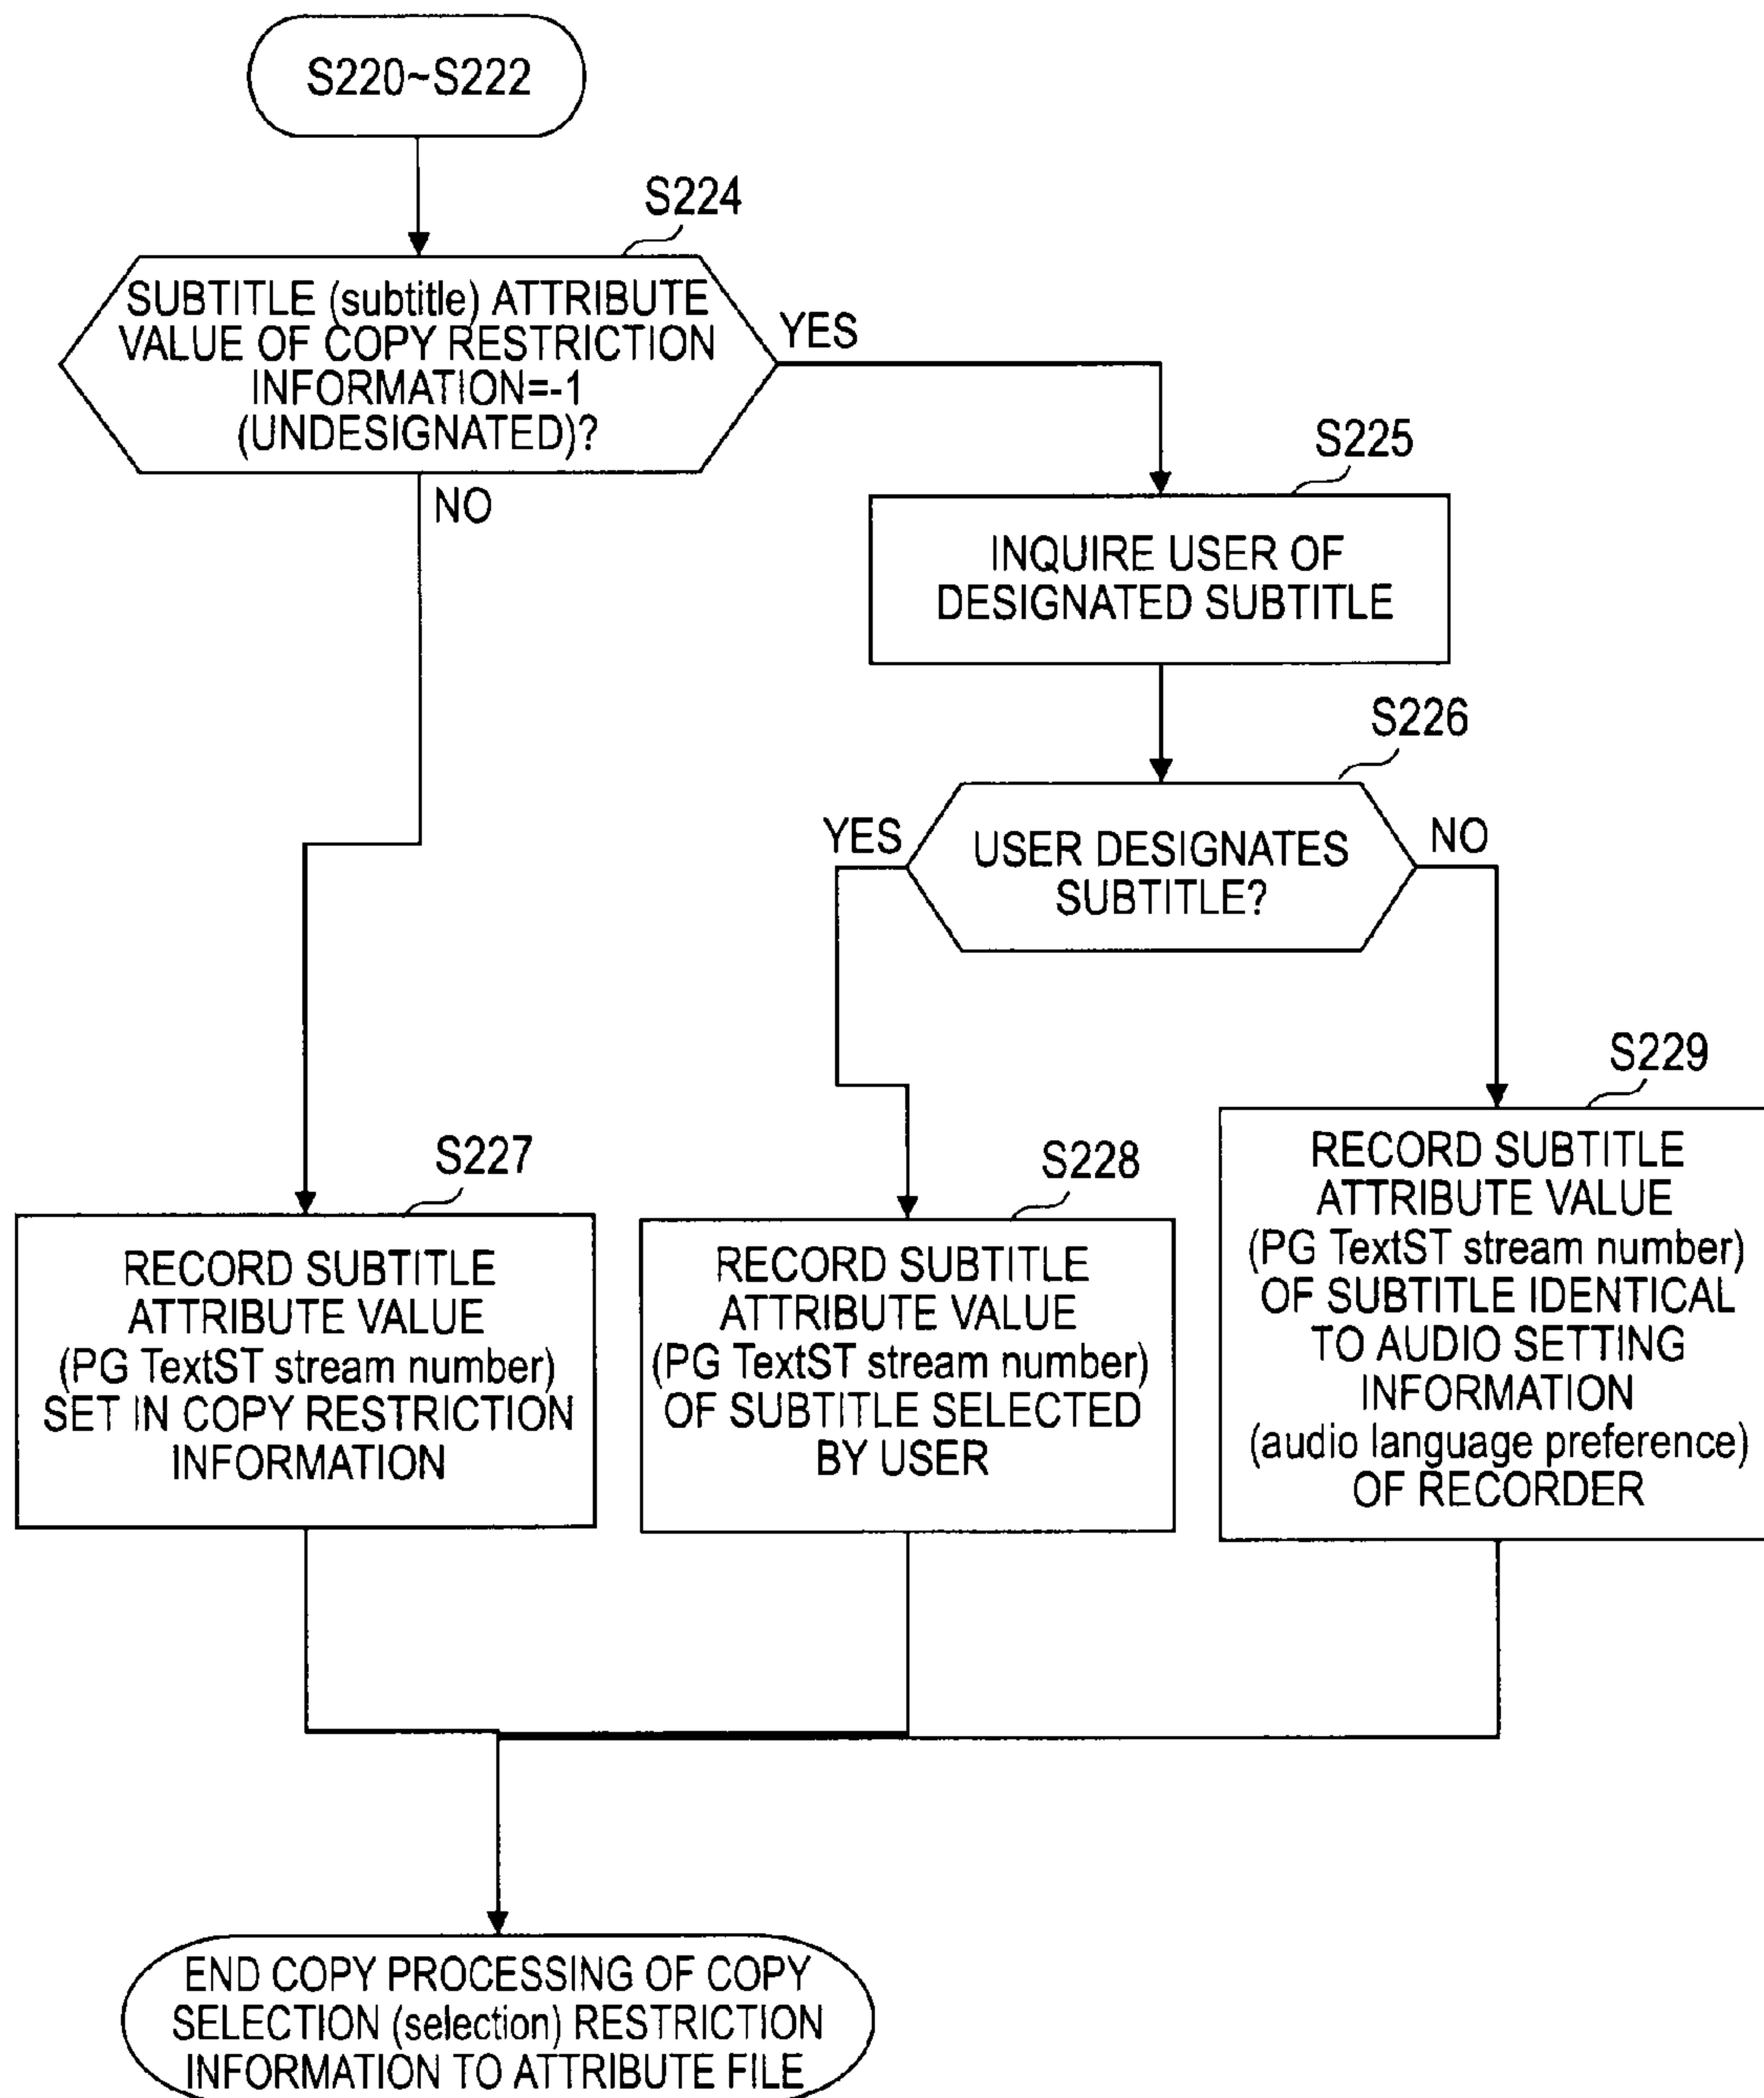 S220~S222
S224
SUBTITLE (subtitle) ATTRIBUTE
VALUE OF COPY RESTRICTION
INFORMATION=-1
(UNDESIGNATED)?
YES
NO
S225
INQUIRE USER OF
DESIGNATED SUBTITLE
S226
YES
USER DESIGNATES
SUBTITLE?
NO
S227
RECORD SUBTITLE
ATTRIBUTE VALUE
(PG TextST stream number)
SET IN COPY RESTRICTION
INFORMATION
S228
RECORD SUBTITLE
ATTRIBUTE VALUE
(PG TextST stream number)
OF SUBTITLE SELECTED
BY USER
S229
RECORD SUBTITLE
ATTRIBUTE VALUE
(PG TextST stream number)
OF SUBTITLE IDENTICAL
TO AUDIO SETTING
INFORMATION
(audio language preference)
OF RECORDER
END COPY PROCESSING OF COPY
SELECTION (selection) RESTRICTION
INFORMATION TO ATTRIBUTE FILE